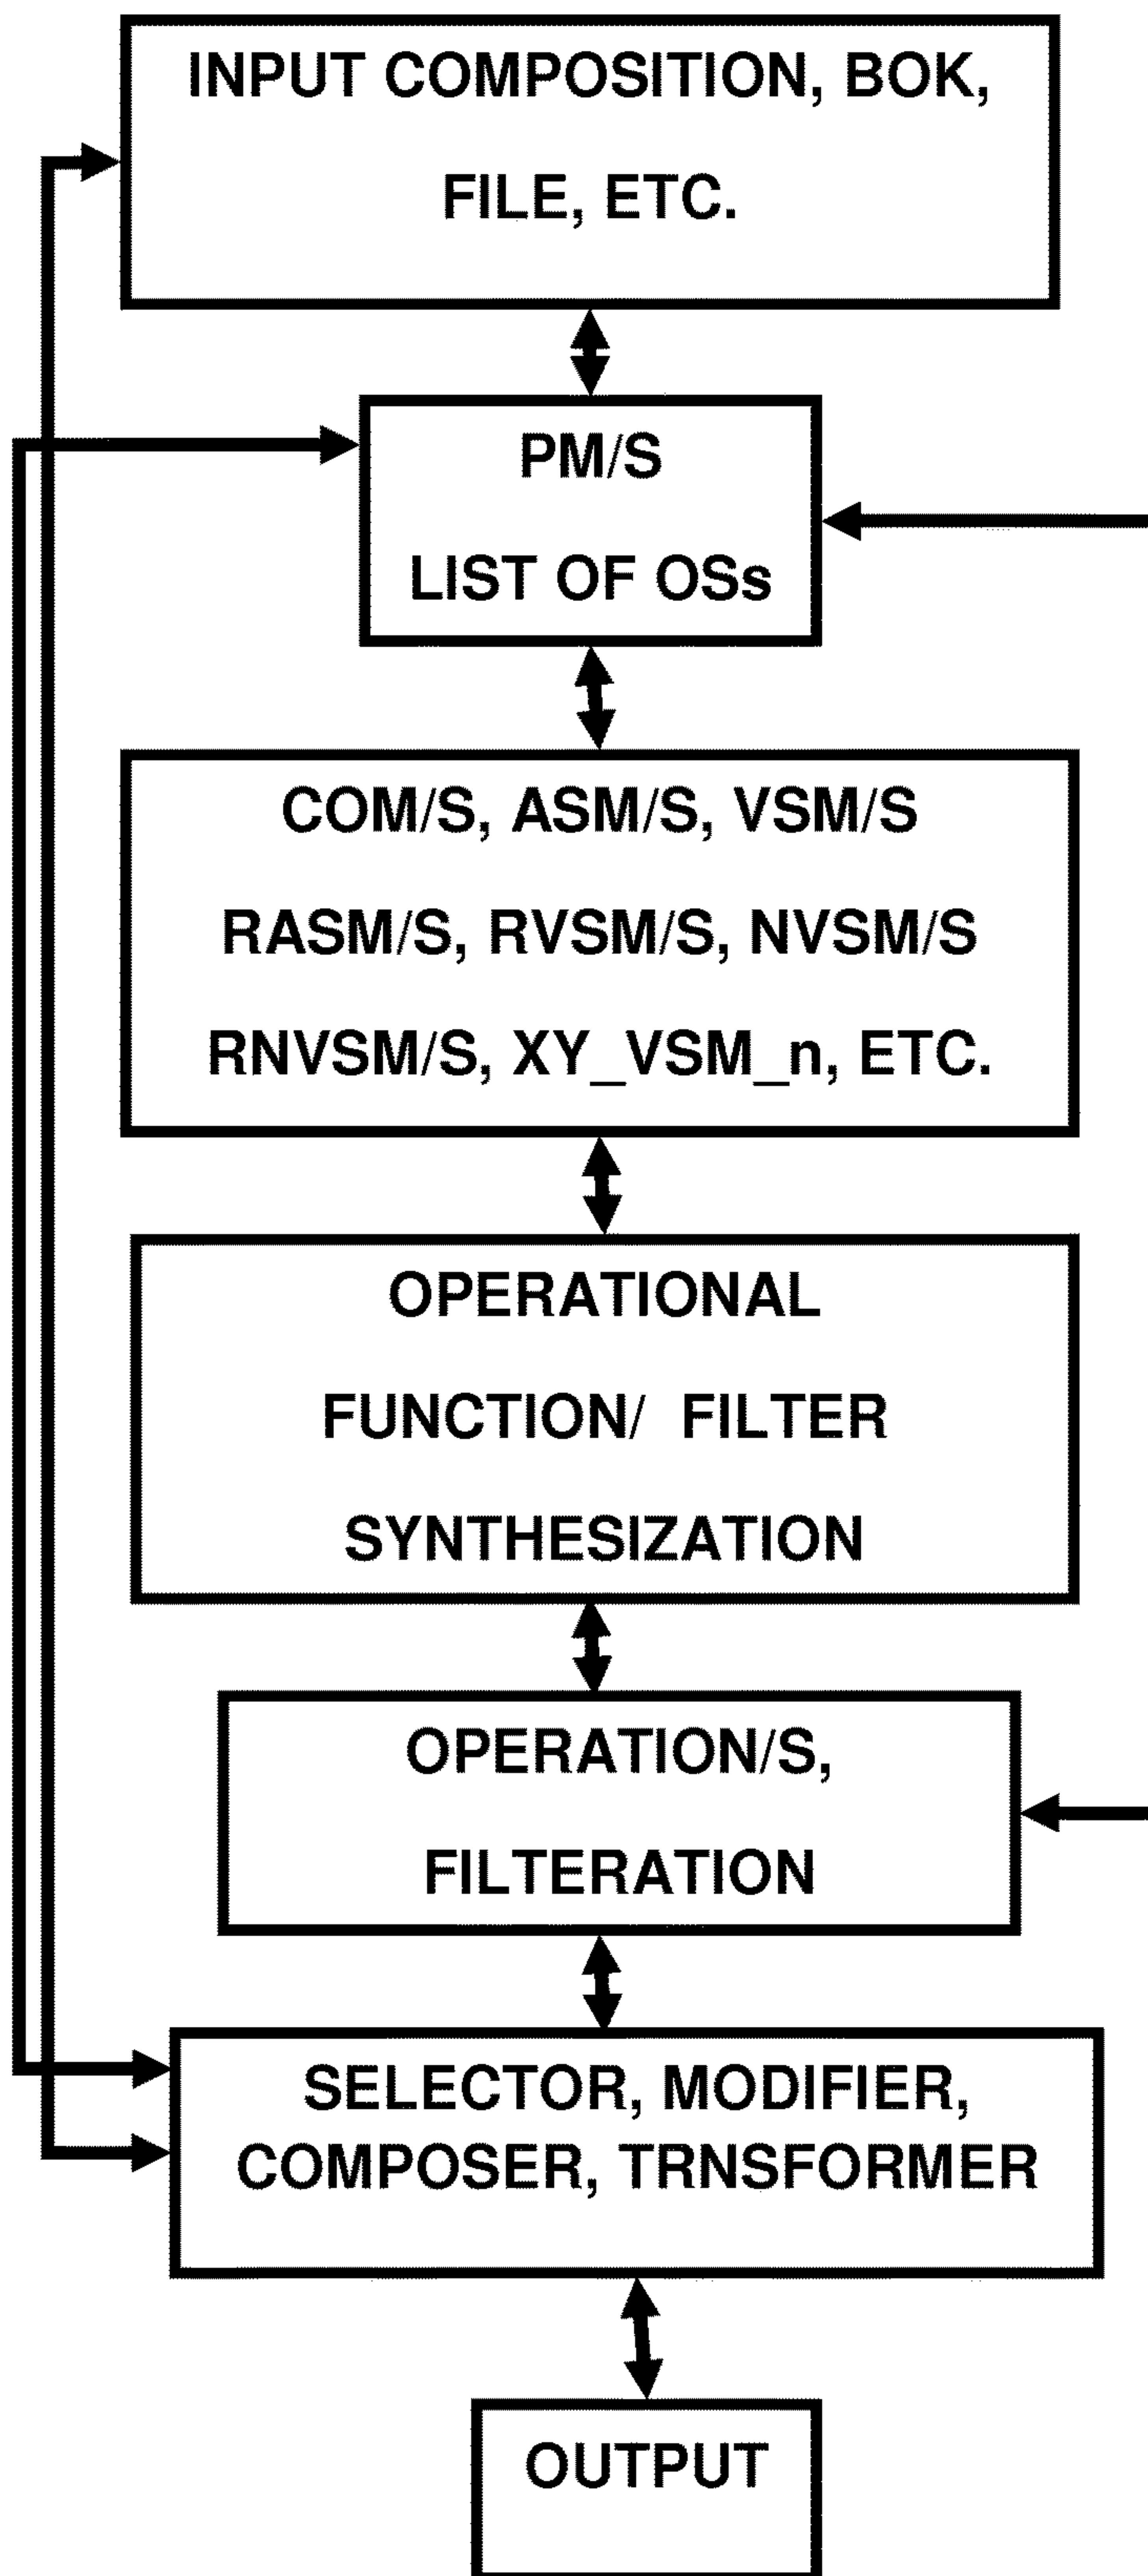 INPUT COMPOSITION, BOK,
FILE, ETC.
PM/S
LIST OF OSs
COM/S, ASM/S, VSM/S
RASM/S, RVSM/S, NVSM/S
RNVSM/S, XY_VSM_n, ETC.
OPERATIONAL
FUNCTION/ FILTER
SYNTHESIZATION
OPERATION/S,
FILTERATION
SELECTOR, MODIFIER,
COMPOSER, TRNSFORMER
OUTPUT